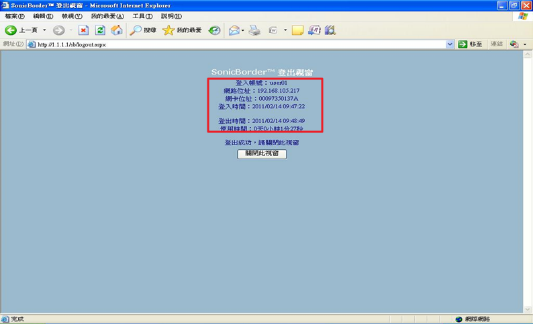 SonicBorder™ 登出視窗 - Microsoft Internet Explorer
檔案(F) 編輯(E) 檢視(V) 我的最愛(A) 工具(T) 說明(H)
上一頁 搜尋 我的最愛
網址(D) http://1.1.1.1/db/logout.aspx 移至 連結
SonicBorder™ 登出視窗
登入帳號：user01
網路位址：192.168.105.217
網卡位址：00097350137A
登入時間：2011/02/14 09:47:22
登出時間：2011/02/14 09:48:49
使用時間：0天0小時1分27秒
登出成功，請關閉此視窗
關閉此視窗
完成 網際網路